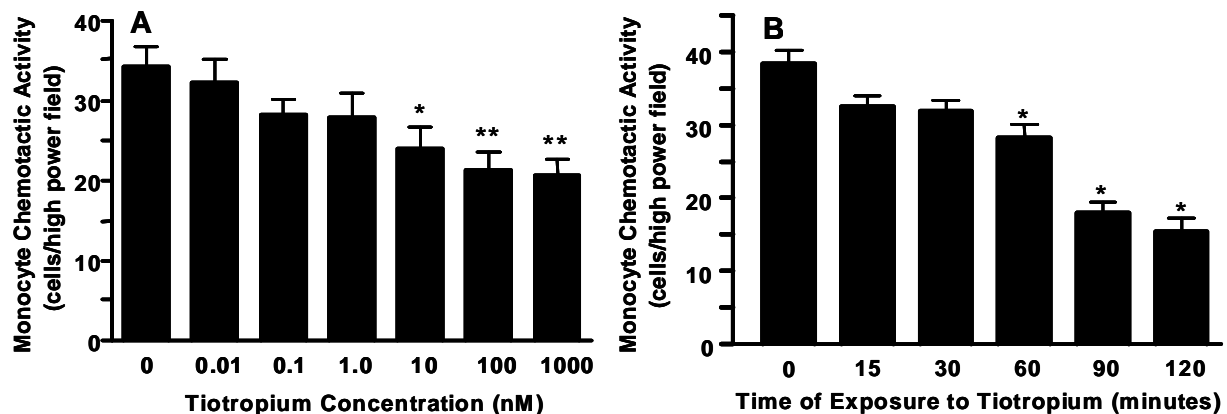 A
Monocyte Chemotactic Activity
(cells/high power field)
40
30
20
10
0
*
**
**
0 0.01 0.1 1.0 10 100 1000
Tiotropium Concentration (nM)
B
Monocyte Chemotactic Activity
(cells/high power field)
40
30
20
10
0
*
*
*
0 15 30 60 90 120
Time of Exposure to Tiotropium (minutes)